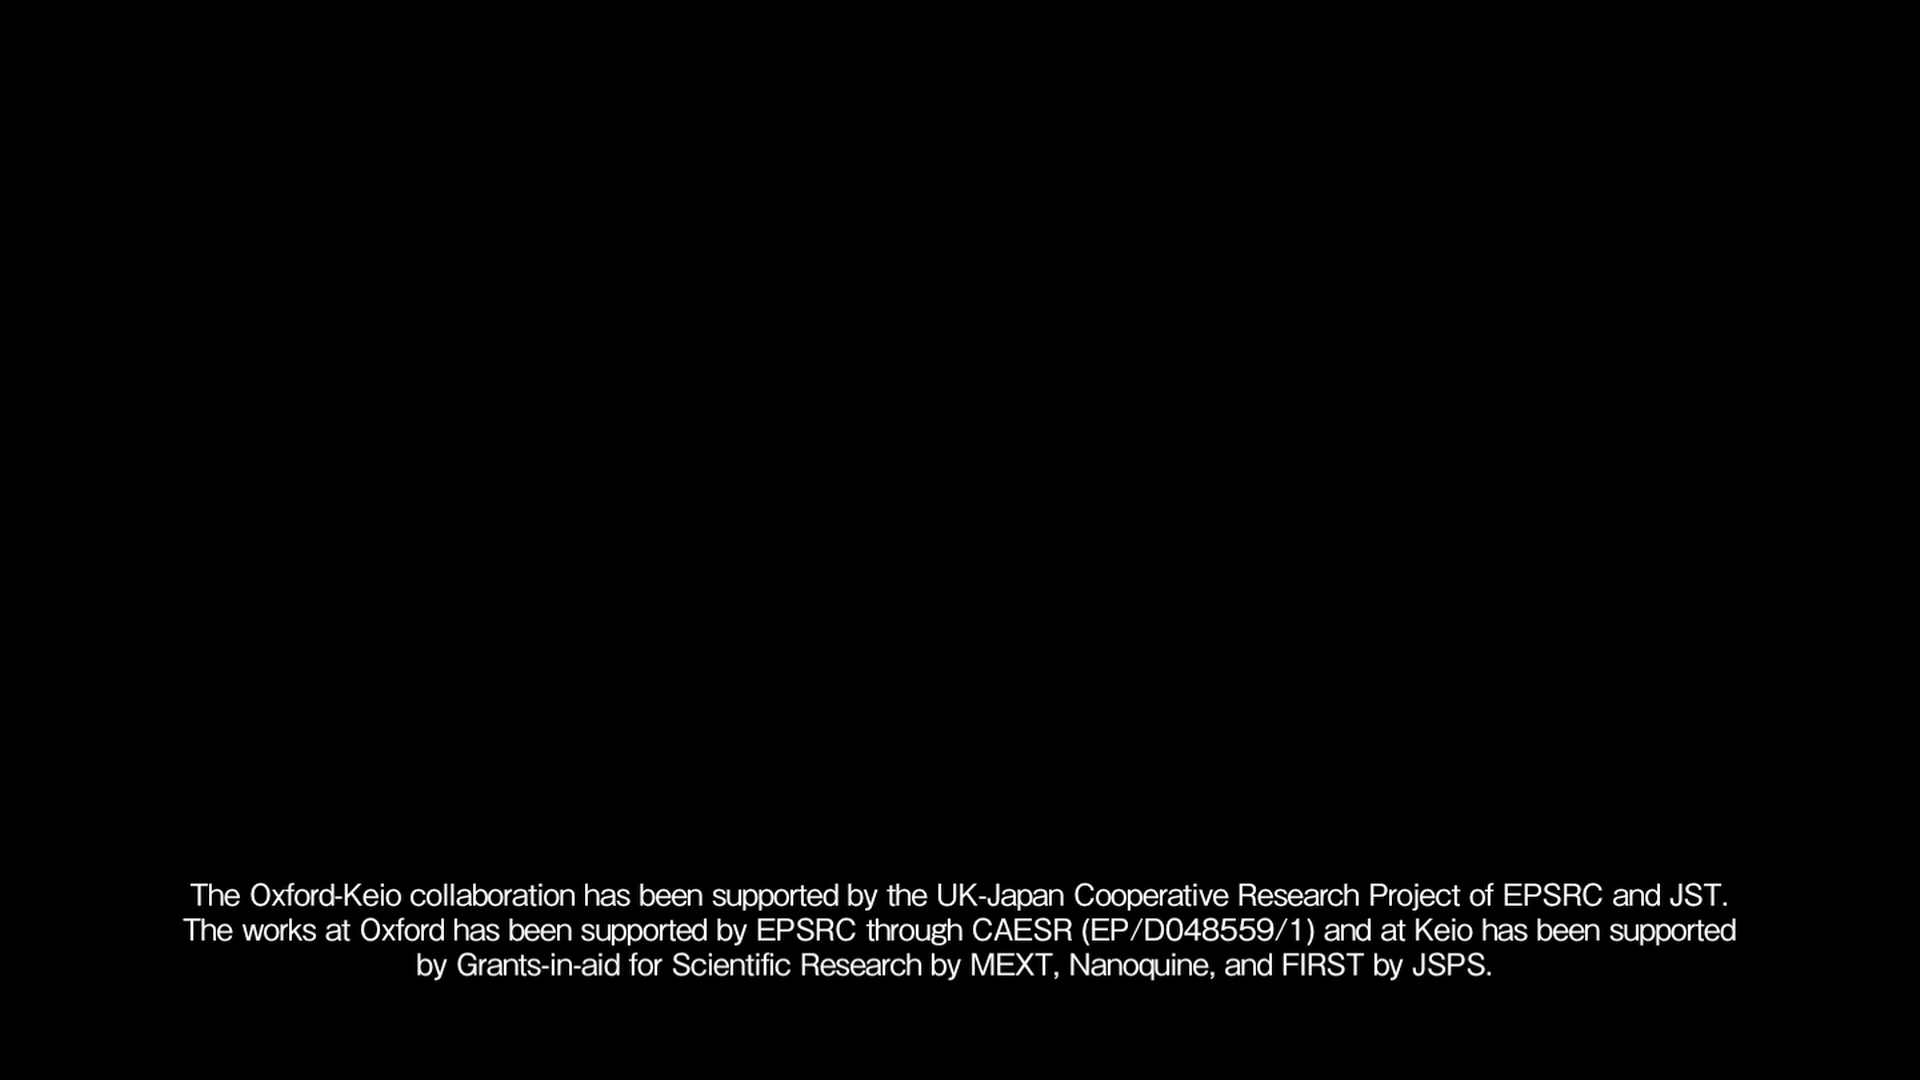 The Oxford-Keio collaboration has been supported by the UK-Japan Cooperative Research Project of EPSRC and JST.
The works at Oxford has been supported by EPSRC through CAESR (EP/D048559/1) and at Keio has been supported
by Grants-in-aid for Scientific Research by MEXT, Nanoquine, and FIRST by JSPS.